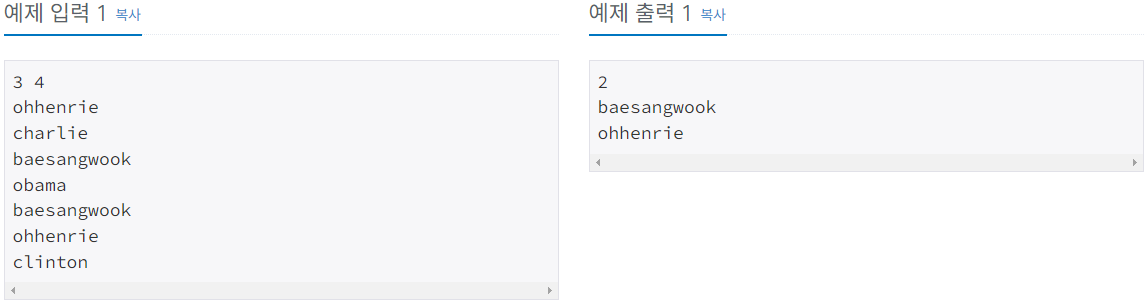 예제 입력 1 복사
3 4
ohhenrie
charlie
baesangwook
obama
baesangwook
ohhenrie
clinton
예제 출력 1 복사
2
baesangwook
ohhenrie